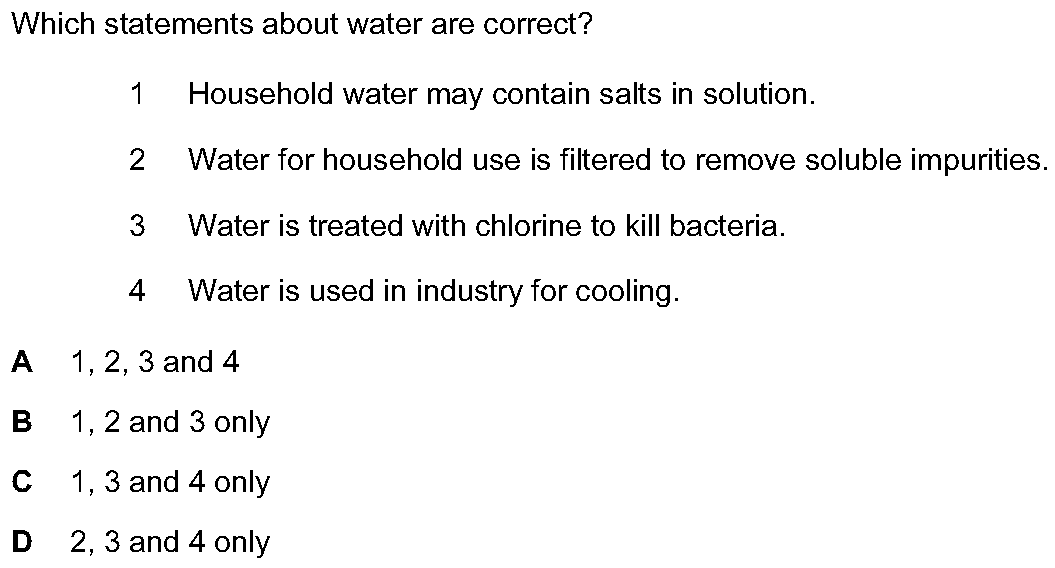 Which statements about water are correct?
1 Household water may contain salts in solution.
2 Water for household use is filtered to remove soluble impurities.
3 Water is treated with chlorine to kill bacteria.
4 Water is used in industry for cooling.
A 1, 2, 3 and 4
B 1, 2 and 3 only
C 1, 3 and 4 only
D 2, 3 and 4 only